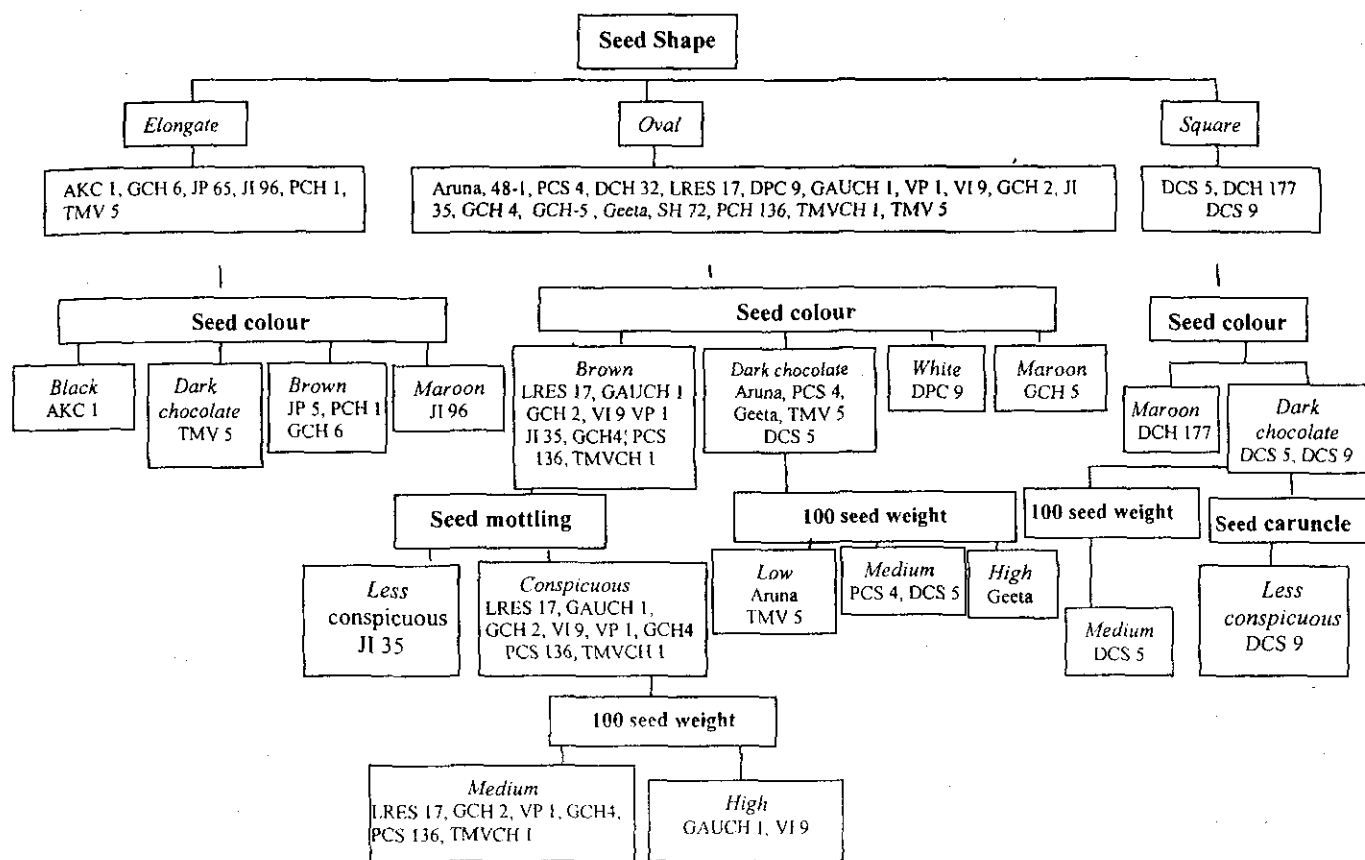 Seed Shape
Elongate
Oval
Square
AKC 1, GCH 6, JP 65, JI 96, PCH 1,
TMV 5
Aruna, 48-1, PCS 4, DCH 32, LRES 17, DPC 9, GAUCH 1, VP 1, VI 9, GCH 2, JI
35, GCH 4, GCH-5 , Geeta, SH 72, PCH 136, TMVCH 1, TMV 5
DCS 5, DCH 177
DCS 9
Seed colour
Seed colour
Seed colour
Black
AKC 1
Dark
chocolate
TMV 5
Brown
JP 5, PCH 1
GCH 6
Maroon
JI 96
Brown
LRES 17, GAUCH 1
GCH 2, VI 9 VP 1
JI 35, GCH4, PCS
136, TMVCH 1
Dark chocolate
Aruna, PCS 4,
Geeta, TMV 5
DCS 5
White
DPC 9
Maroon
GCH 5
Maroon
DCH 177
Dark
chocolate
DCS 5, DCS 9
Seed mottling
100 seed weight
100 seed weight
Seed caruncle
Less
conspicuous
JI 35
Conspicuous
LRES 17, GAUCH 1,
GCH 2, VI 9, VP 1, GCH4
PCS 136, TMVCH 1
Low
Aruna
TMV 5
Medium
PCS 4, DCS 5
High
Geeta
Medium
DCS 5
Less
conspicuous
DCS 9
100 seed weight
Medium
LRES 17, GCH 2, VP 1, GCH4,
PCS 136, TMVCH 1
High
GAUCH 1, VI 9